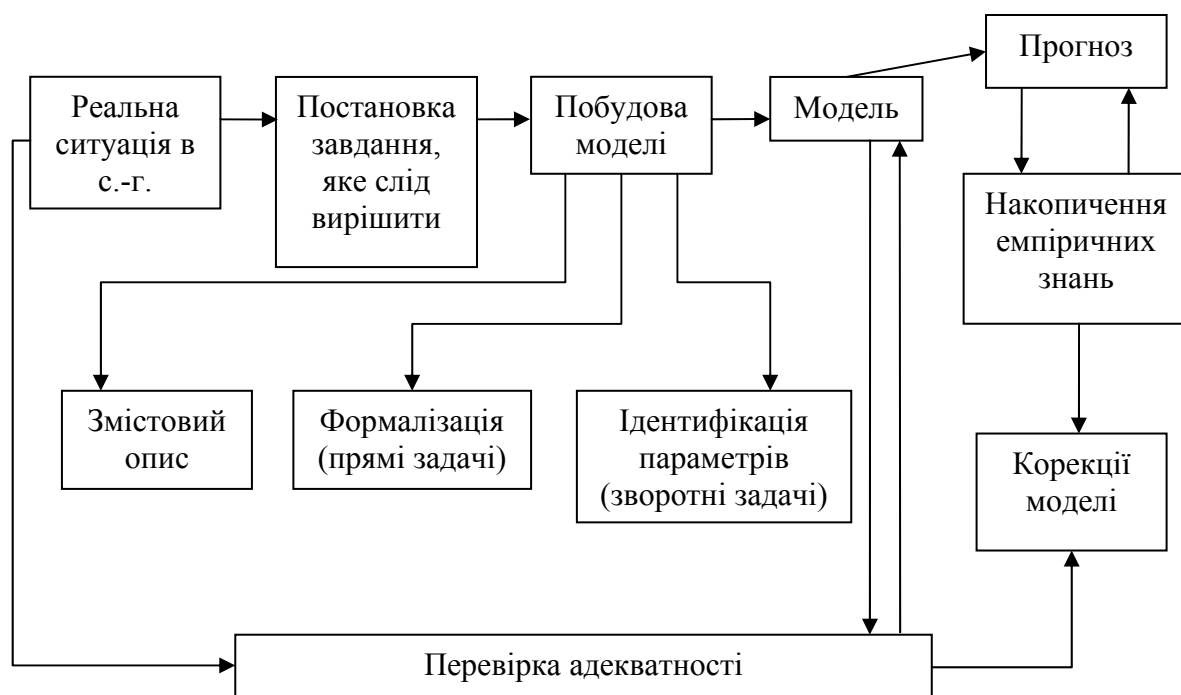 Прогноз
Реальна
ситуація в
с.-г.
Постановка
завдання,
яке слід
вирішити
Побудова
моделі
Модель
Накопичення
емпіричних
знань
Змістовий
опис
Формалізація
(прямі задачі)
Ідентифікація
параметрів
(зворотні задачі)
Корекції
моделі
Перевірка адекватності